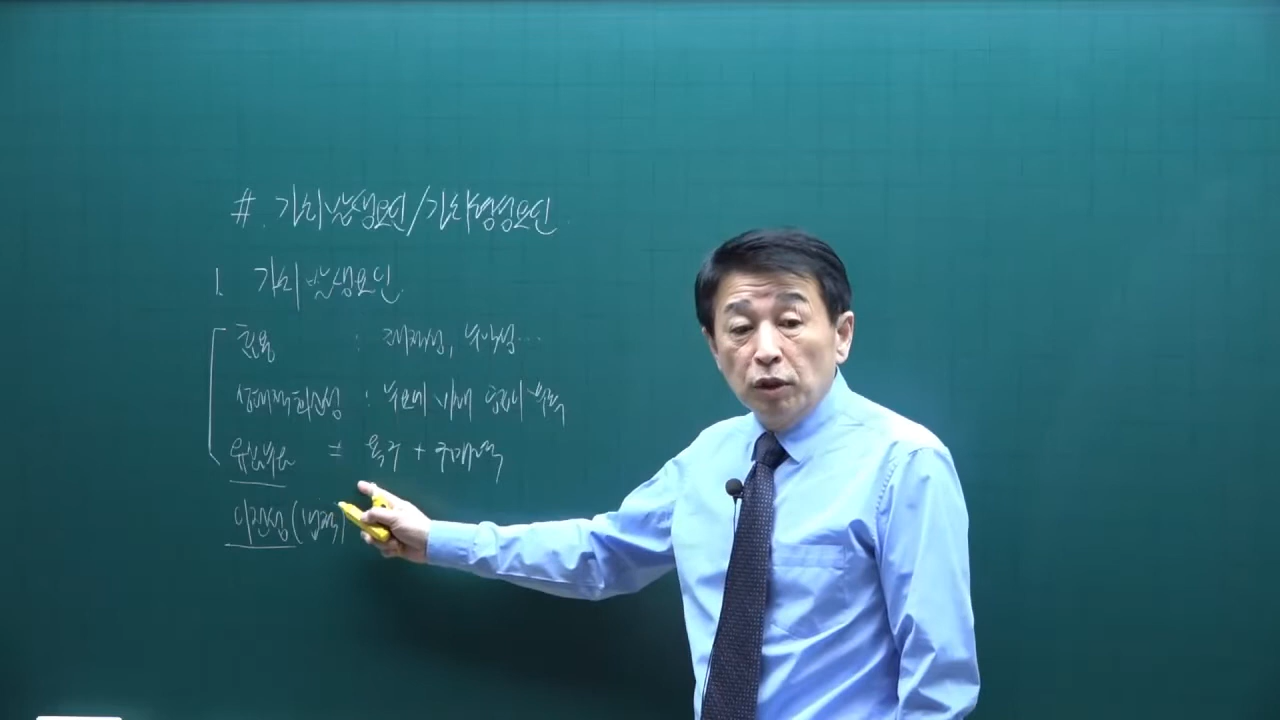 #. 가치발생요인/가치형성요인
1. 가치발생요인
효용 : 쾌적성, 수익성...
상대적희소성 : 수요에 비해 공급이 부족
유효수요 = 욕구 + 구매력
이전성(법적)